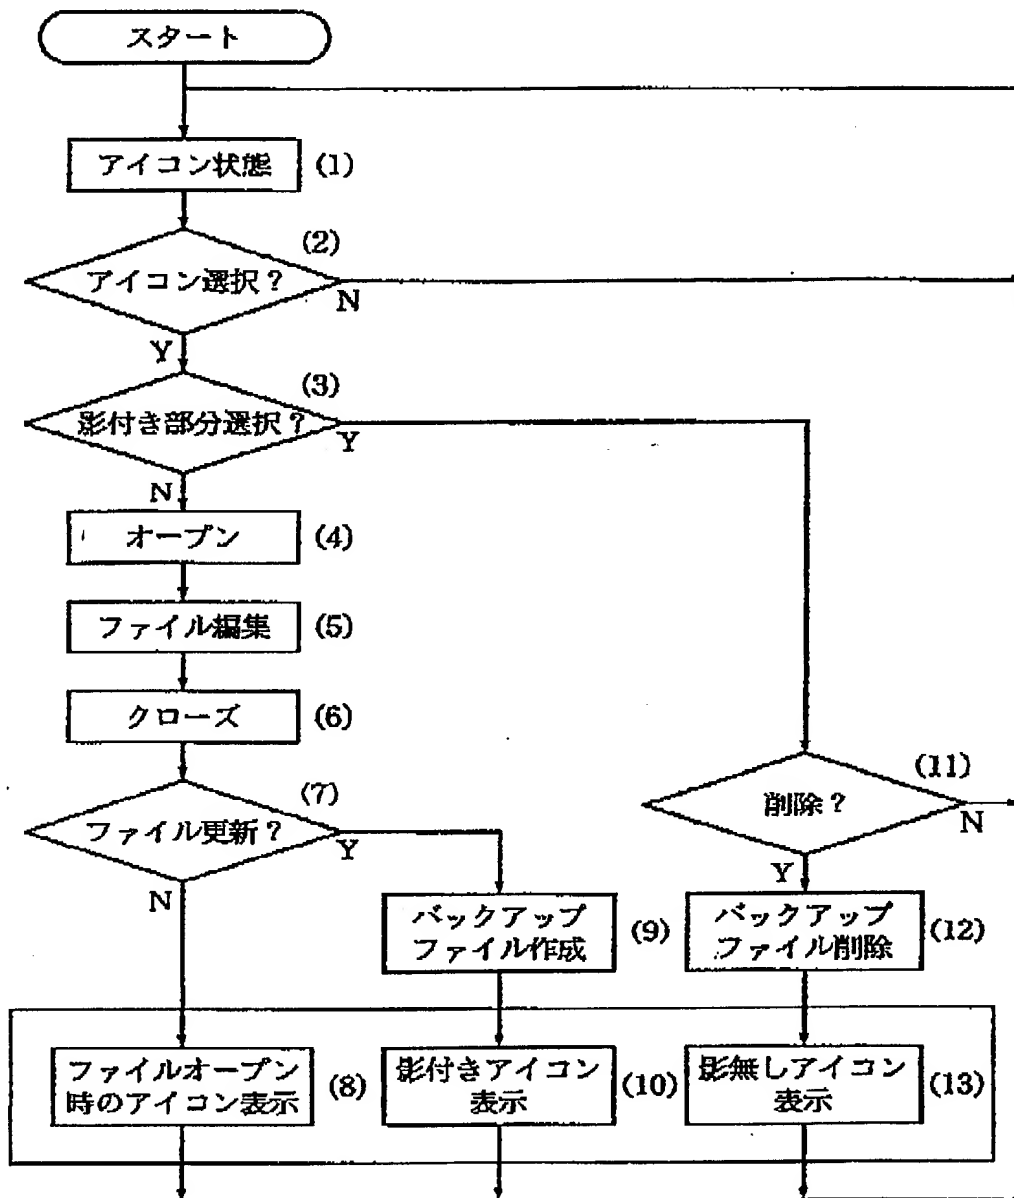 スタート
アイコン状態
(1)
(2)
アイコン選択?
N
Y
(3)
影付き部分選択?
Y
N
オープン
(4)
ファイル編集
(5)
クローズ
(6)
(7)
ファイル更新?
Y
N
(11)
削除?
N
Y
バックアップ
ファイル作成
(9)
バックアップ
ファイル削除
(12)
ファイルオープン
時のアイコン表示
(8)
影付きアイコン
表示
(10)
影無しアイコン
表示
(13)